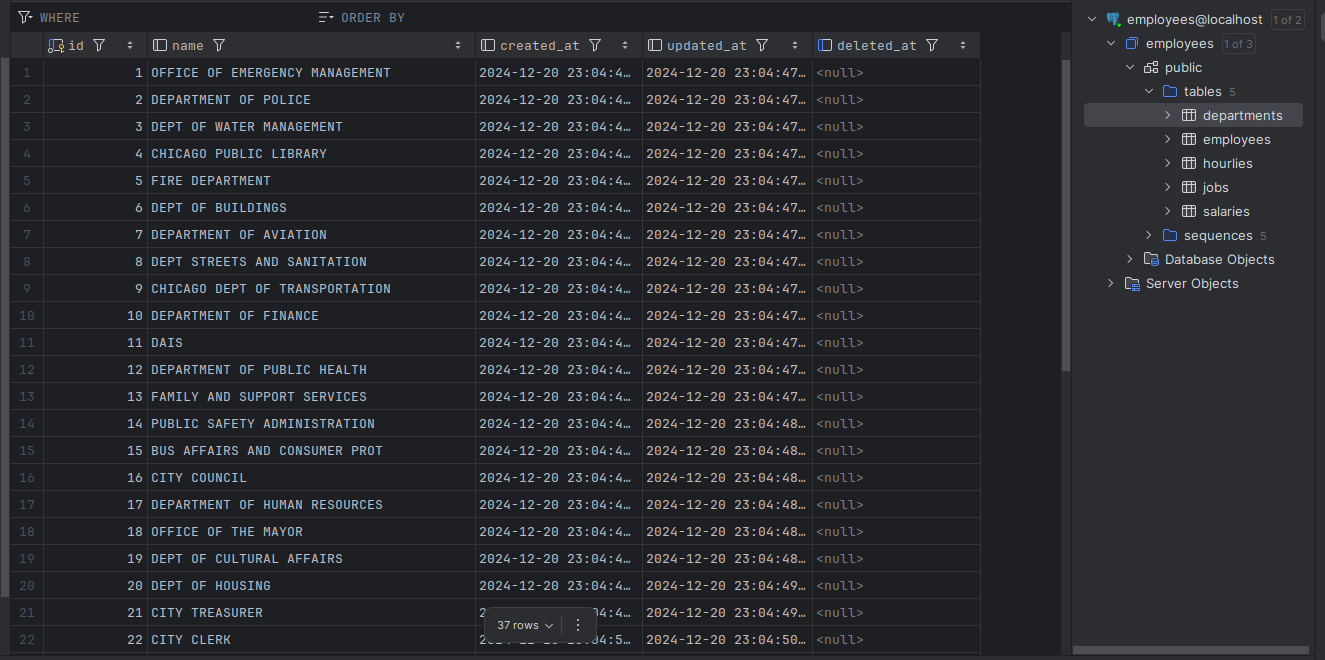 WHERE ORDER BY
id name created_at updated_at deleted_at
1 1 OFFICE OF EMERGENCY MANAGEMENT 2024-12-20 23:04:4… 2024-12-20 23:04:47… <null>
2 2 DEPARTMENT OF POLICE 2024-12-20 23:04:4… 2024-12-20 23:04:47… <null>
3 3 DEPT OF WATER MANAGEMENT 2024-12-20 23:04:4… 2024-12-20 23:04:47… <null>
4 4 CHICAGO PUBLIC LIBRARY 2024-12-20 23:04:4… 2024-12-20 23:04:47… <null>
5 5 FIRE DEPARTMENT 2024-12-20 23:04:4… 2024-12-20 23:04:47… <null>
6 6 DEPT OF BUILDINGS 2024-12-20 23:04:4… 2024-12-20 23:04:47… <null>
7 7 DEPARTMENT OF AVIATION 2024-12-20 23:04:4… 2024-12-20 23:04:47… <null>
8 8 DEPT STREETS AND SANITATION 2024-12-20 23:04:4… 2024-12-20 23:04:47… <null>
9 9 CHICAGO DEPT OF TRANSPORTATION 2024-12-20 23:04:4… 2024-12-20 23:04:47… <null>
10 10 DEPARTMENT OF FINANCE 2024-12-20 23:04:4… 2024-12-20 23:04:47… <null>
11 11 DAIS 2024-12-20 23:04:4… 2024-12-20 23:04:47… <null>
12 12 DEPARTMENT OF PUBLIC HEALTH 2024-12-20 23:04:4… 2024-12-20 23:04:47… <null>
13 13 FAMILY AND SUPPORT SERVICES 2024-12-20 23:04:4… 2024-12-20 23:04:47… <null>
14 14 PUBLIC SAFETY ADMINISTRATION 2024-12-20 23:04:4… 2024-12-20 23:04:48… <null>
15 15 BUS AFFAIRS AND CONSUMER PROT 2024-12-20 23:04:4… 2024-12-20 23:04:48… <null>
16 16 CITY COUNCIL 2024-12-20 23:04:4… 2024-12-20 23:04:48… <null>
17 17 DEPARTMENT OF HUMAN RESOURCES 2024-12-20 23:04:4… 2024-12-20 23:04:48… <null>
18 18 OFFICE OF THE MAYOR 2024-12-20 23:04:4… 2024-12-20 23:04:48… <null>
19 19 DEPT OF CULTURAL AFFAIRS 2024-12-20 23:04:4… 2024-12-20 23:04:48… <null>
20 20 DEPT OF HOUSING 2024-12-20 23:04:4… 2024-12-20 23:04:49… <null>
21 21 CITY TREASURER 04:4… 2024-12-20 23:04:49… <null>
22 22 CITY CLERK 04:5… 2024-12-20 23:04:50… <null>
37 rows
employees@localhost 1 of 2
employees 1 of 3
public
tables 5
departments
employees
hourlies
jobs
salaries
sequences 5
Database Objects
Server Objects